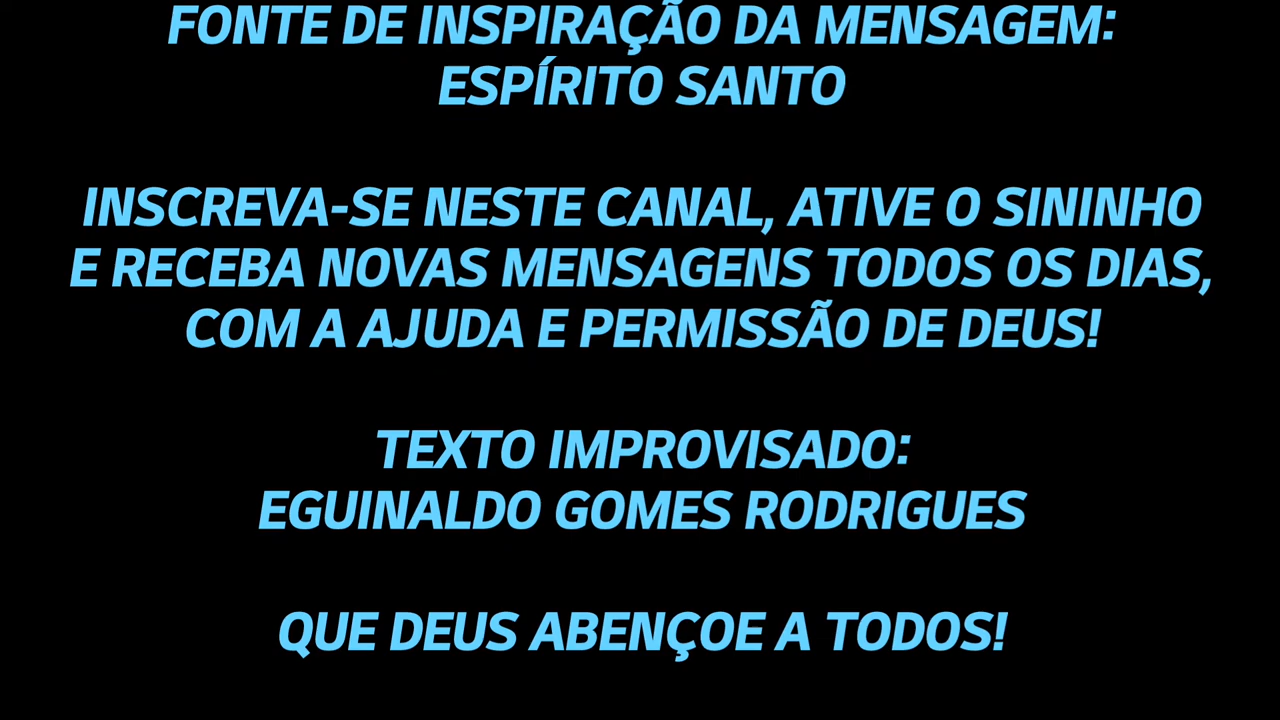 FONTE DE INSPIRAÇÃO DA MENSAGEM:
ESPÍRITO SANTO
INSCREVA-SE NESTE CANAL, ATIVE O SININHO
E RECEBA NOVAS MENSAGENS TODOS OS DIAS,
COM A AJUDA E PERMISSÃO DE DEUS!
TEXTO IMPROVISADO:
EGUINALDO GOMES RODRIGUES
QUE DEUS ABENÇOE A TODOS!